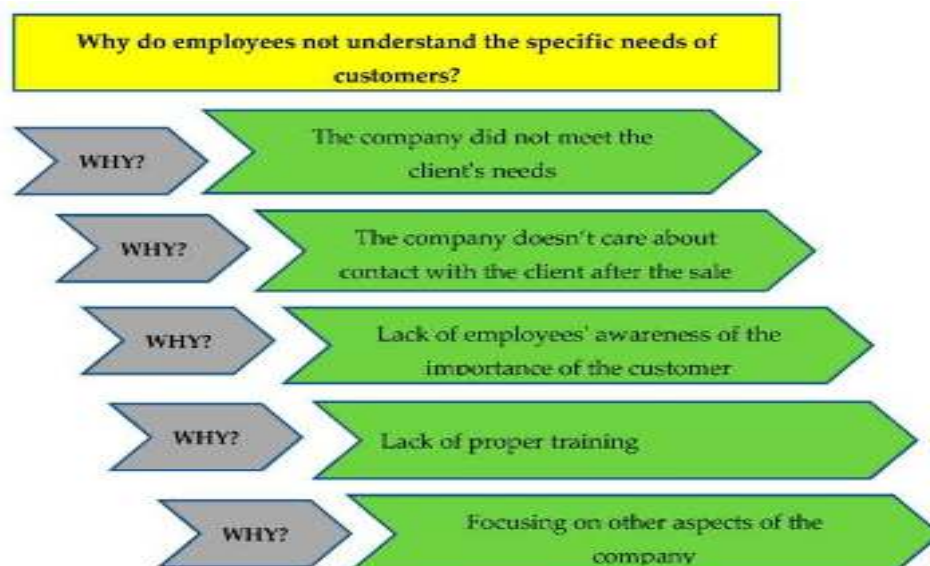 Why do employees not understand the specific needs of
customers?
WHY?
The company did not meet the
client's needs
WHY?
The company doesn't care about
contact with the client after the sale
WHY?
Lack of employees' awareness of the
importance of the customer
WHY?
Lack of proper training
WHY?
Focusing on other aspects of the
company